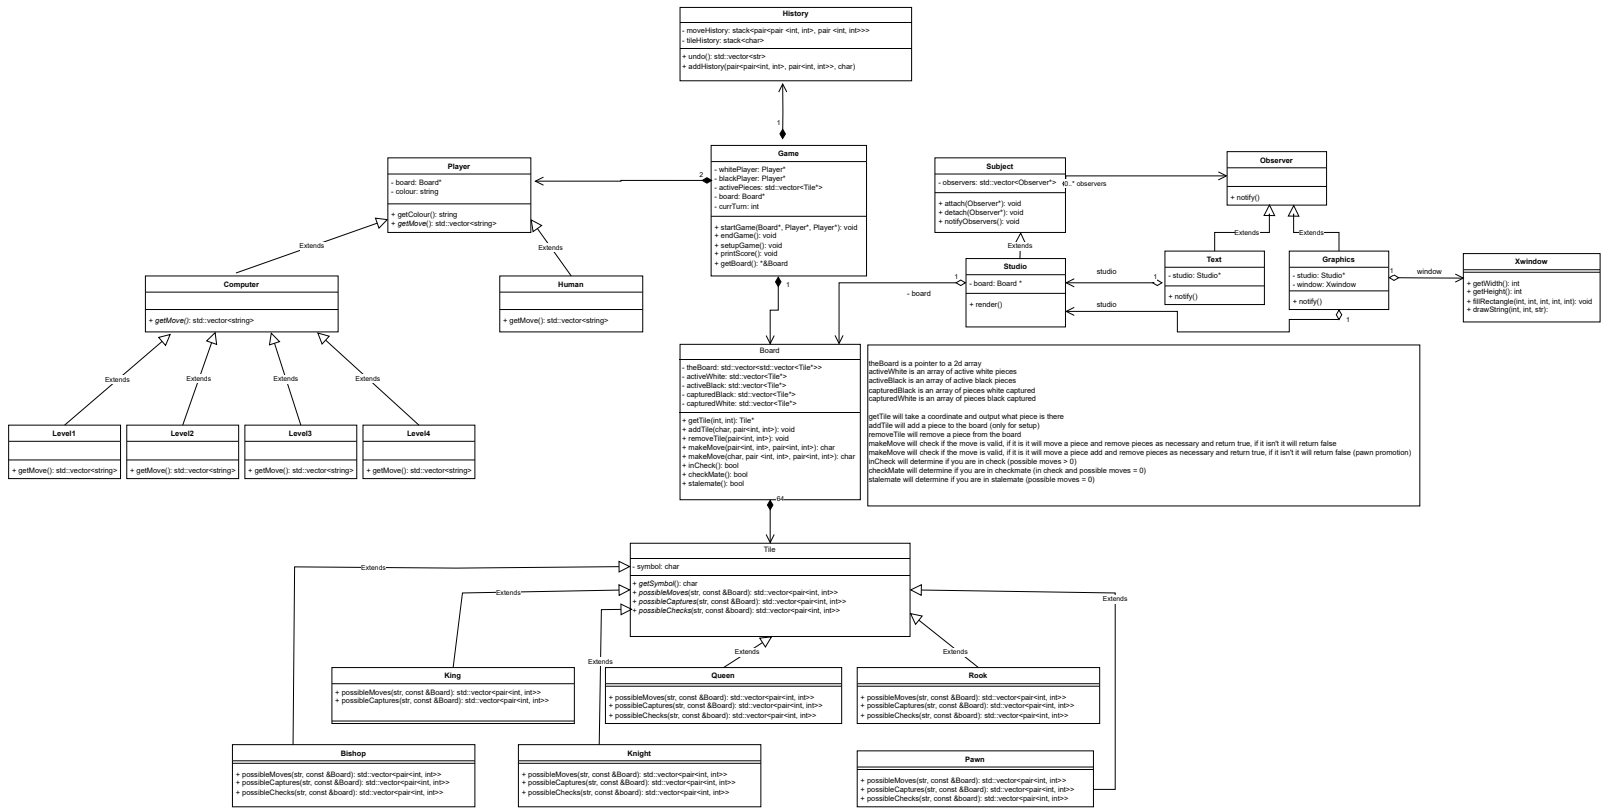 History
- moveHistory: stack<pair<pair <int, int>, pair <int, int>>>
- tileHistory: stack<char>
+ undo(): std::vector<str>
+ addHistory(pair<pair<int, int>, pair<int, int>>, char)
1
Game
- whitePlayer: Player*
- blackPlayer: Player*
- activePieces: std::vector<Tile*>
- board: Board*
- currTurn: int
+ startGame(Board*, Player*, Player*): void
+ endGame(): void
+ setupGame(): void
+ printScore(): void
+ getBoard(): *&Board
2
1
Player
- board: Board*
- colour: string
+ getColour(): string
+ getMove(): std::vector<string>
Extends
Extends
Computer
+ getMove(): std::vector<string>
Human
+ getMove(): std::vector<string>
Extends
Extends
Extends
Extends
Level1
+ getMove(): std::vector<string>
Level2
+ getMove(): std::vector<string>
Level3
+ getMove(): std::vector<string>
Level4
+ getMove(): std::vector<string>
Subject
- observers: std::vector<Observer*>
+ attach(Observer*): void
+ detach(Observer*): void
+ notifyObservers(): void
0..* observers
Observer
+ notify()
Extends
Extends
Extends
Studio
- board: Board *
+ render()
1
- board
studio
studio
1
Text
- studio: Studio*
+ notify()
Graphics
- studio: Studio*
- window: Xwindow
+ notify()
1
window
1
Xwindow
+ getWidth(): int
+ getHeight(): int
+ fillRectangle(int, int, int, int, int): void
+ drawString(int, int, str):
Board
- theBoard: std::vector<std::vector<Tile*>>
- activeWhite: std::vector<Tile*>
- activeBlack: std::vector<Tile*>
- capturedBlack: std::vector<Tile*>
- capturedWhite: std::vector<Tile*>
+ getTile(int, int): Tile*
+ addTile(char, pair<int, int>): void
+ removeTile(pair<int, int>): void
+ makeMove(pair<int, int>, pair<int, int>): char
+ makeMove(char, pair <int, int>, pair<int, int>): char
+ inCheck(): bool
+ checkMate(): bool
+ stalemate(): bool
64
theBoard is a pointer to a 2d array
activeWhite is an array of active white pieces
activeBlack is an array of active black pieces
capturedBlack is an array of pieces white captured
capturedWhite is an array of pieces black captured
getTile will take a coordinate and output what piece is there
addTile will add a piece to the board (only for setup)
removeTile will remove a piece from the board
makeMove will check if the move is valid, if it is it will move a piece and remove pieces as necessary and return true, if it isn't it will return false
makeMove will check if the move is valid, if it is it will move a piece add and remove pieces as necessary and return true, if it isn't it will return false (pawn promotion)
inCheck will determine if you are in check (possible moves > 0)
checkMate will determine if you are in checkmate (in check and possible moves = 0)
stalemate will determine if you are in stalemate (possible moves = 0)
Tile
- symbol: char
+ getSymbol(): char
+ possibleMoves(str, const &Board): std::vector<pair<int, int>>
+ possibleCaptures(str, const &Board): std::vector<pair<int, int>>
+ possibleChecks(str, const &board): std::vector<pair<int, int>>
Extends
Extends
Extends
Extends
Extends
Extends
King
+ possibleMoves(str, const &Board): std::vector<pair<int, int>>
+ possibleCaptures(str, const &Board): std::vector<pair<int, int>>
Queen
+ possibleMoves(str, const &Board): std::vector<pair<int, int>>
+ possibleCaptures(str, const &Board): std::vector<pair<int, int>>
+ possibleChecks(str, const &board): std::vector<pair<int, int>>
Rook
+ possibleMoves(str, const &Board): std::vector<pair<int, int>>
+ possibleCaptures(str, const &Board): std::vector<pair<int, int>>
+ possibleChecks(str, const &board): std::vector<pair<int, int>>
Bishop
+ possibleMoves(str, const &Board): std::vector<pair<int, int>>
+ possibleCaptures(str, const &Board): std::vector<pair<int, int>>
+ possibleChecks(str, const &board): std::vector<pair<int, int>>
Knight
+ possibleMoves(str, const &Board): std::vector<pair<int, int>>
+ possibleCaptures(str, const &Board): std::vector<pair<int, int>>
+ possibleChecks(str, const &board): std::vector<pair<int, int>>
Pawn
+ possibleMoves(str, const &Board): std::vector<pair<int, int>>
+ possibleCaptures(str, const &Board): std::vector<pair<int, int>>
+ possibleChecks(str, const &board): std::vector<pair<int, int>>